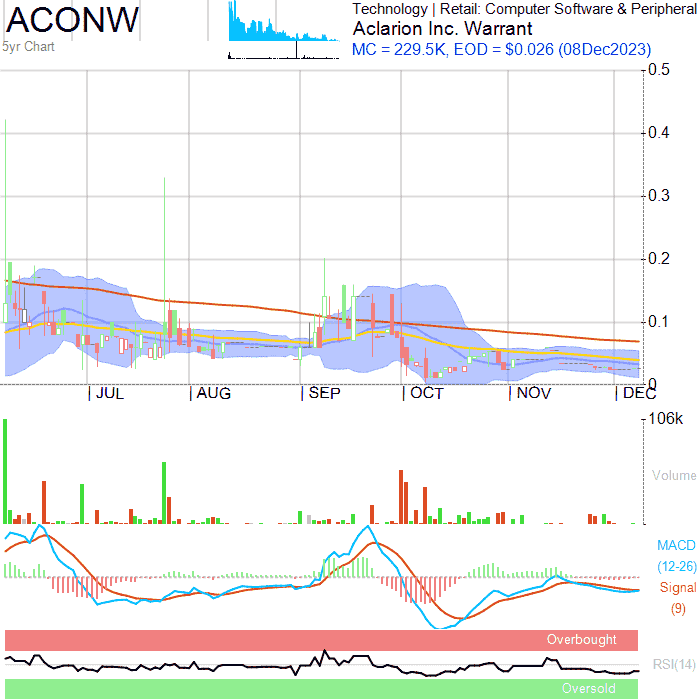 ACONW
5yr Chart
Technology | Retail: Computer Software & Peripheral
Aclarion Inc. Warrant
MC = 229.5K, EOD = $0.026 (08Dec2023)
0.5
0.4
0.3
0.2
0.1
0
JUL AUG SEP OCT NOV DEC
106k
Volume
MACD
(12-26)
Signal
(9)
Overbought
RSI(14)
Oversold